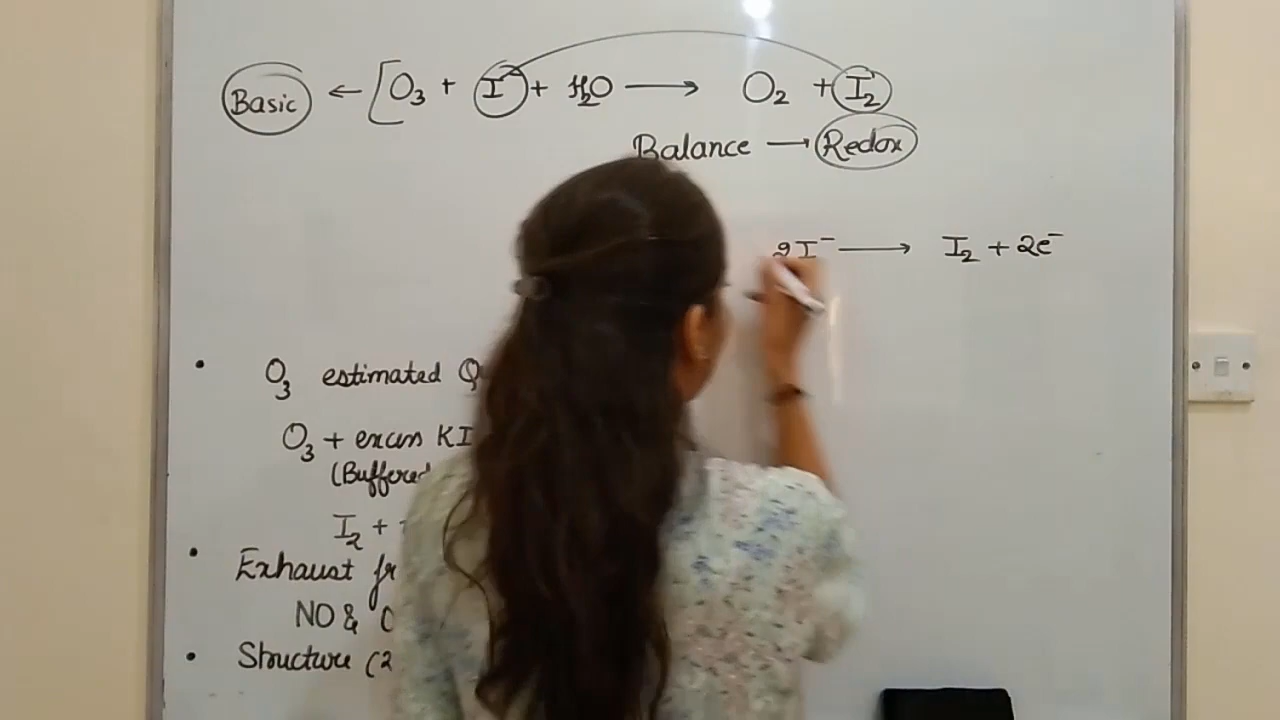 Basic ← [O₃ + I⁻ + H₂O → O₂ + I₂
Balance → Redox
2I⁻ → I₂ + 2e⁻
• O₃ estimated
O₃ + excess KI
(Buffered
I₂ +
• Exhaust
NO &
• Structure (2